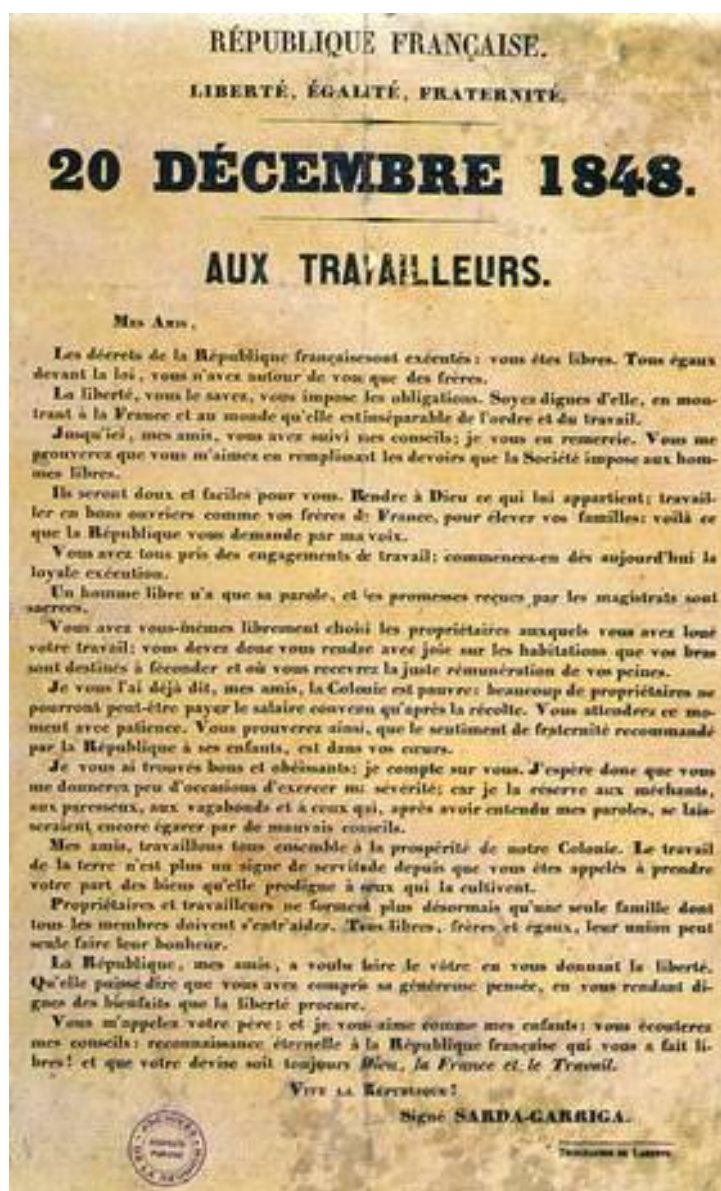 RÉPUBLIQUE FRANÇAISE.
LIBERTÉ, ÉGALITÉ, FRATERNITÉ.
20 DÉCEMBRE 1848.
AUX TRAVAILLEURS.
MES AMIS,
Les décrets de la République françaisesont exécutés : vous êtes libres. Tous égaux
devant la loi, vous n'avez autour de vous que des frères.
La liberté, vous le savez, vous impose les obligations. Soyez dignes d'elle, en mon-
trant à la France et au monde qu'elle estinséparable de l'ordre et du travail.
Jusqu'ici, mes amis, vous avez suivi mes conseils; je vous en remercie. Vous me
prouverez que vous m'aimez en remplissant les devoirs que la Société impose aux hom-
mes libres.
Ils seront doux et faciles pour vous. Rendre à Dieu ce qui lui appartient; travail-
ler en bons ouvriers comme vos frères de France, pour élever vos familles: voilà ce
que la République vous demande par ma voix.
Vous avez tous pris des engagements de travail; commencez-en dès aujourd'hui la
loyale exécution.
Un homme libre n'a que sa parole, et les promesses reçues par les magistrats sont
sacrées.
Vous avez vous-mêmes librement choisi les propriétaires auxquels vous avez loué
votre travail; vous devez donc vous rendre avec joie sur les habitations que vos bras
sont destinés à féconder et où vous recevrez la juste rémunération de vos peines.
Je vous l'ai déjà dit, mes amis, la Colonie est pauvre; beaucoup de propriétaires ne
pourront peut-être payer le salaire convenu qu'après la récolte. Vous attendrez ce mo-
ment avec patience. Vous prouverez ainsi, que le sentiment de fraternité recommandé
par la République à ses enfants, est dans vos cœurs.
Je vous ai trouvés bons et obéissants; je compte sur vous. J'espère donc que vous
me donnerez peu d'occasions d'exercer ma sévérité; car je la réserve aux méchants,
aux paresseux, aux vagabonds et à ceux qui, après avoir entendu mes paroles, se lais-
seraient encore égarer par de mauvais conseils.
Mes amis, travaillons tous ensemble à la prospérité de notre Colonie. Le travail
de la terre n'est plus un signe de servitude depuis que vous êtes appelés à prendre
votre part des biens qu'elle prodigue à ceux qui la cultivent.
Propriétaires et travailleurs ne forment plus désormais qu'une seule famille dont
tous les membres doivent s'entr'aider. Tous libres, frères et égaux, leur union peut
seule faire leur bonheur.
La République, mes amis, a voulu faire le vôtre en vous donnant la liberté.
Qu'elle puisse dire que vous avez compris sa généreuse pensée, en vous rendant di-
gnes des bienfaits que la liberté procure.
Vous m'appelez votre père; et je vous aime comme mes enfants; vous écouterez
mes conseils: reconnaissance éternelle à la République française qui vous a fait li-
bres! et que votre devise soit toujours Dieu, la France et le Travail.
VIVE LA RÉPUBLIQUE!
Signé SARDA-GARRIGA.